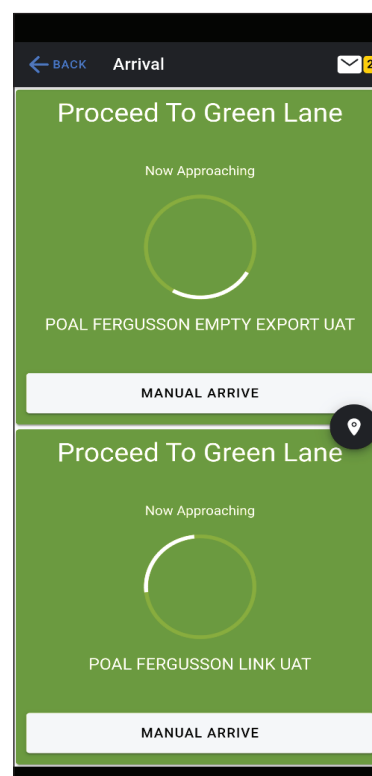 BACK Arrival 2
Proceed To Green Lane
Now Approaching
POAL FERGUSSON EMPTY EXPORT UAT
MANUAL ARRIVE
Proceed To Green Lane
Now Approaching
POAL FERGUSSON LINK UAT
MANUAL ARRIVE